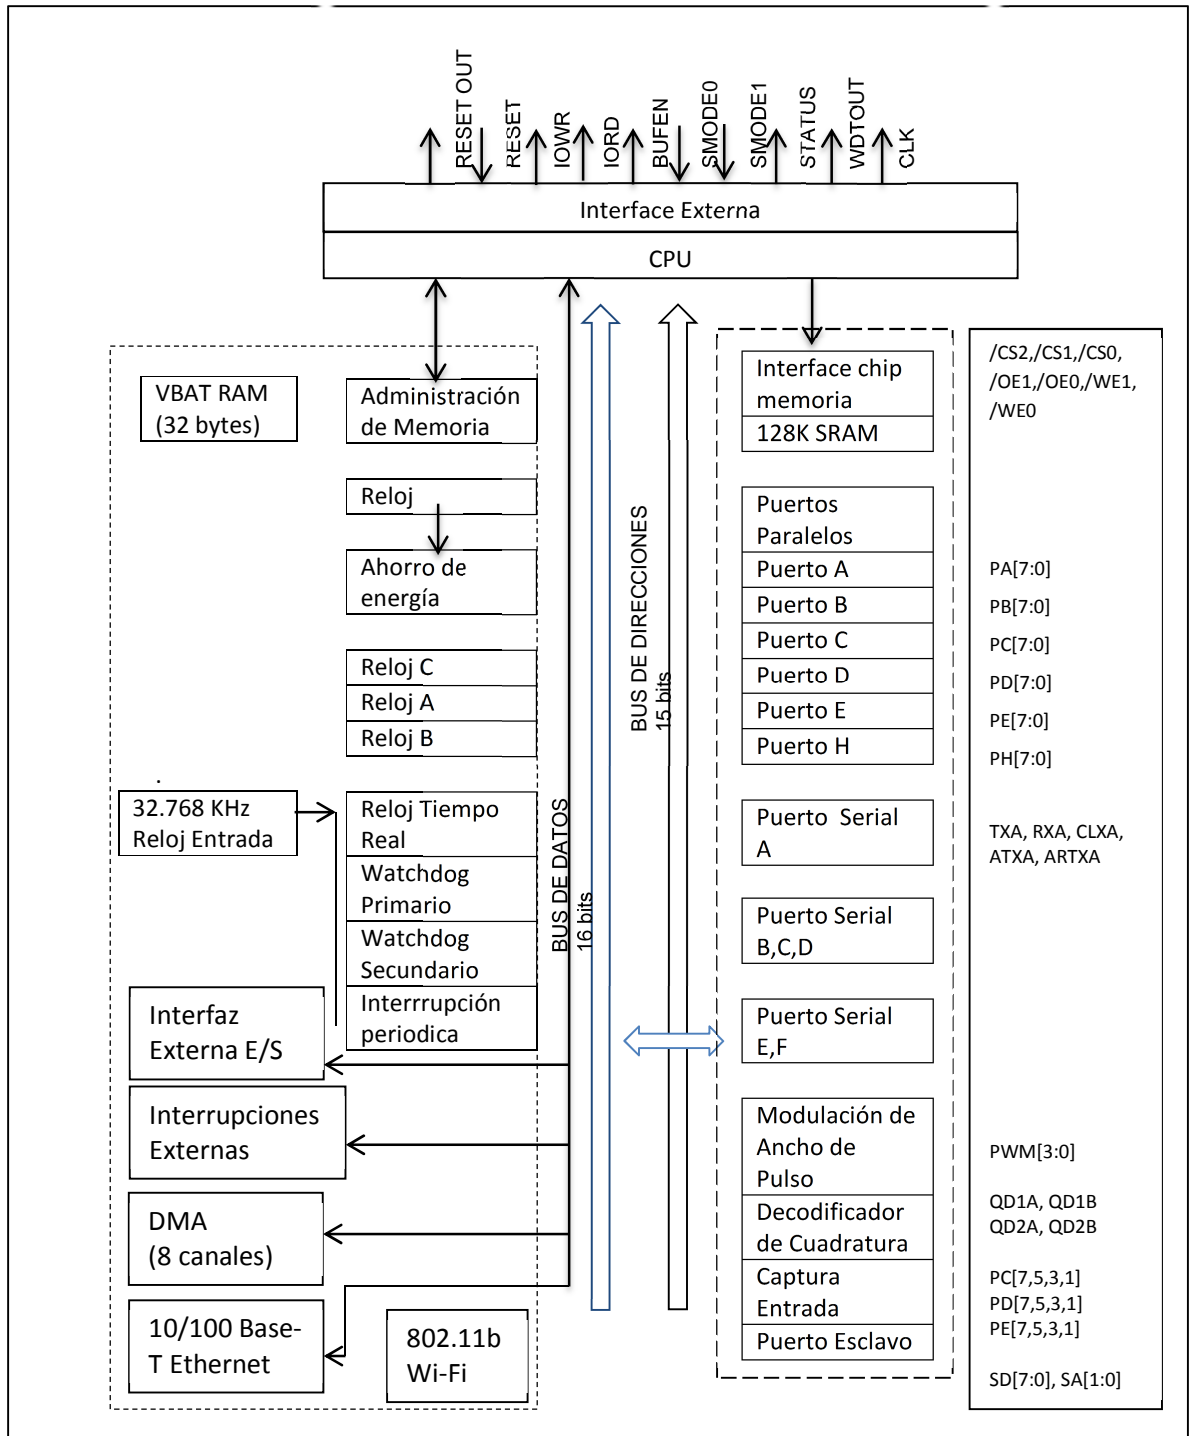 RESET OUT
RESET
IOWR
IORD
BUFEN
SMODE0
SMODE1
STATUS
WDTOUT
CLK
Interface Externa
CPU
VBAT RAM
(32 bytes)
Administración
de Memoria
Reloj
Ahorro de
energía
Reloj C
Reloj A
Reloj B
.
32.768 KHz
Reloj Entrada
Reloj Tiempo
Real
Watchdog
Primario
Watchdog
Secundario
Interrrupción
periodica
Interfaz
Externa E/S
Interrupciones
Externas
DMA
(8 canales)
10/100 Base-
T Ethernet
802.11b
Wi-Fi
BUS DE DATOS
16 bits
BUS DE DIRECCIONES
15 bits
Interface chip
memoria
128K SRAM
Puertos
Paralelos
Puerto A
Puerto B
Puerto C
Puerto D
Puerto E
Puerto H
Puerto Serial
A
Puerto Serial
B,C,D
Puerto Serial
E,F
Modulación de
Ancho de
Pulso
Decodificador
de Cuadratura
Captura
Entrada
Puerto Esclavo
/CS2,/CS1,/CS0,
/OE1,/OE0,/WE1,
/WE0
PA[7:0]
PB[7:0]
PC[7:0]
PD[7:0]
PE[7:0]
PH[7:0]
TXA, RXA, CLXA,
ATXA, ARTXA
PWM[3:0]
QD1A, QD1B
QD2A, QD2B
PC[7,5,3,1]
PD[7,5,3,1]
PE[7,5,3,1]
SD[7:0], SA[1:0]